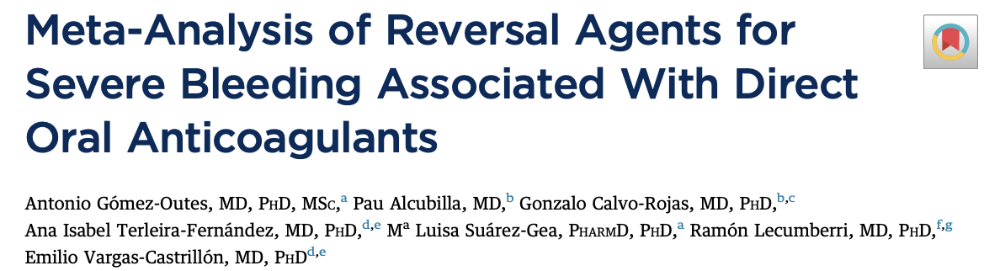 Meta-Analysis of Reversal Agents for
Severe Bleeding Associated With Direct
Oral Anticoagulants
Antonio Gómez-Outes, MD, PhD, MSc,a Pau Alcubilla, MD,b Gonzalo Calvo-Rojas, MD, PhD,b,c
Ana Isabel Terleira-Fernández, MD, PhD,d,e Mª Luisa Suárez-Gea, PharmD, PhD,a Ramón Lecumberri, MD, PhD,f,g
Emilio Vargas-Castrillón, MD, PhDd,e